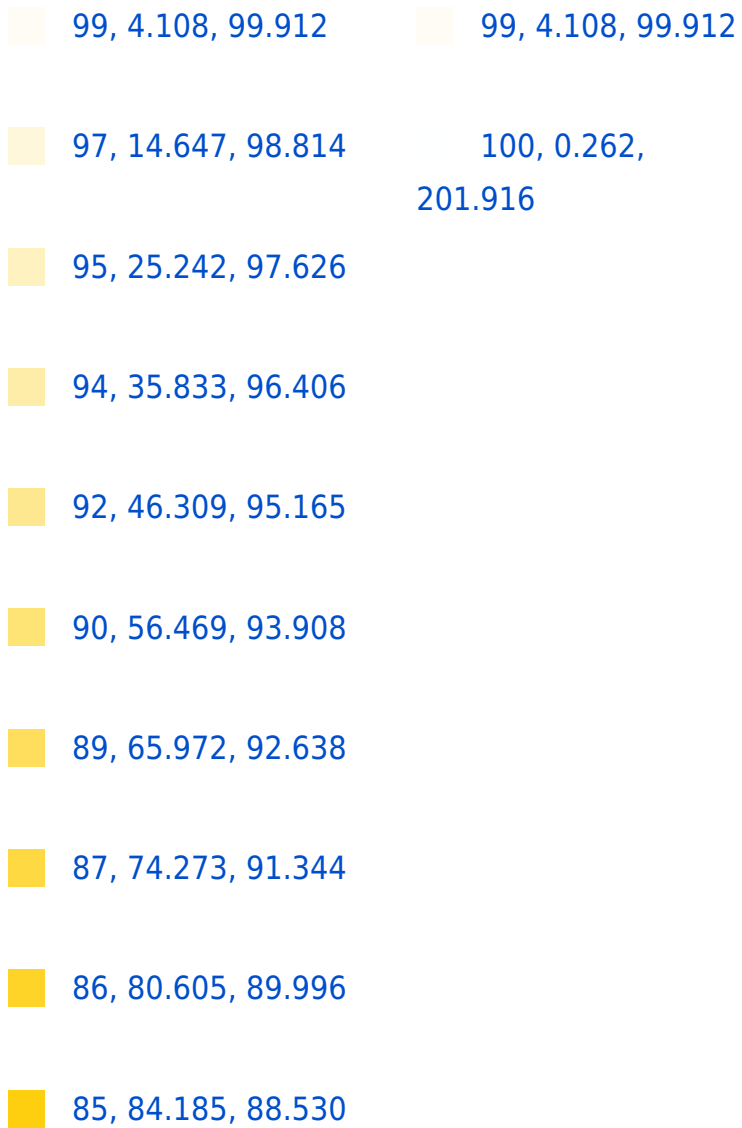 99, 4.108, 99.912
97, 14.647, 98.814
95, 25.242, 97.626
94, 35.833, 96.406
92, 46.309, 95.165
90, 56.469, 93.908
89, 65.972, 92.638
87, 74.273, 91.344
86, 80.605, 89.996
85, 84.185, 88.530
99, 4.108, 99.912
100, 0.262,
201.916